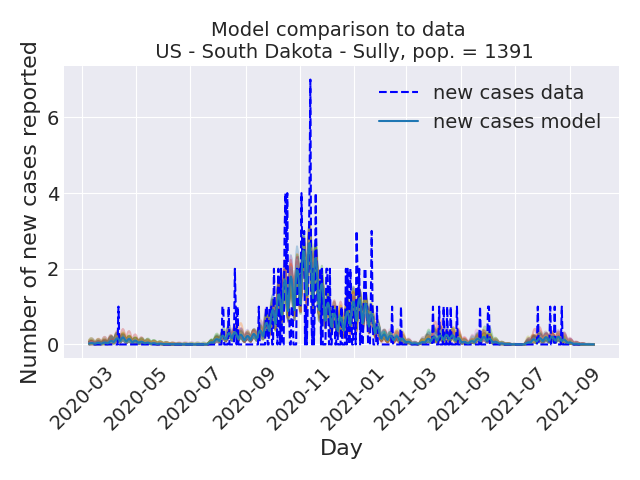 Model comparison to data
US - South Dakota - Sully, pop. = 1391
Number of new cases reported
6
4
2
0
new cases data
new cases model
2020-03
2020-05
2020-07
2020-09
2020-11
2021-01
2021-03
2021-05
2021-07
2021-09
Day